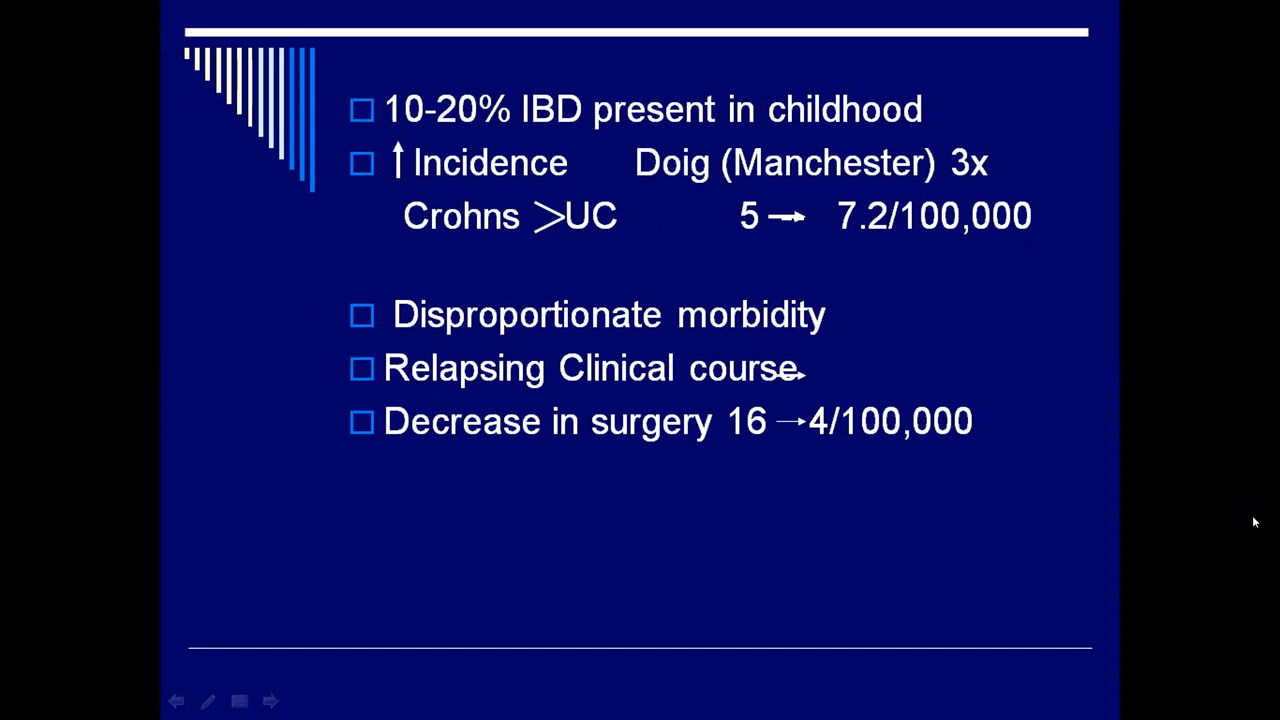 10-20% IBD present in childhood
↑ Incidence Doig (Manchester) 3x
Crohns >UC 5 → 7.2/100,000
Disproportionate morbidity
Relapsing Clinical course→
Decrease in surgery 16 →4/100,000